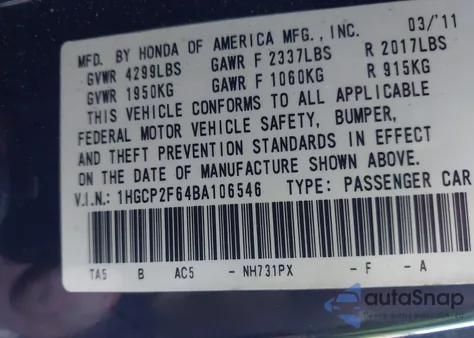 MFD. BY HONDA OF AMERICA MFG., INC. 03/'11
GVWR 4299LBS GAWR F 2337LBS R 2017LBS
GVWR 1950KG GAWR F 1060KG R 915KG
THIS VEHICLE CONFORMS TO ALL APPLICABLE
FEDERAL MOTOR VEHICLE SAFETY, BUMPER,
AND THEFT PREVENTION STANDARDS IN EFFECT
ON THE DATE OF MANUFACTURE SHOWN ABOVE.
V.I.N.: 1HGCP2F64BA106546 TYPE: PASSENGER CAR
TA5 B AC5 - NH731PX - F - A
autoSnap